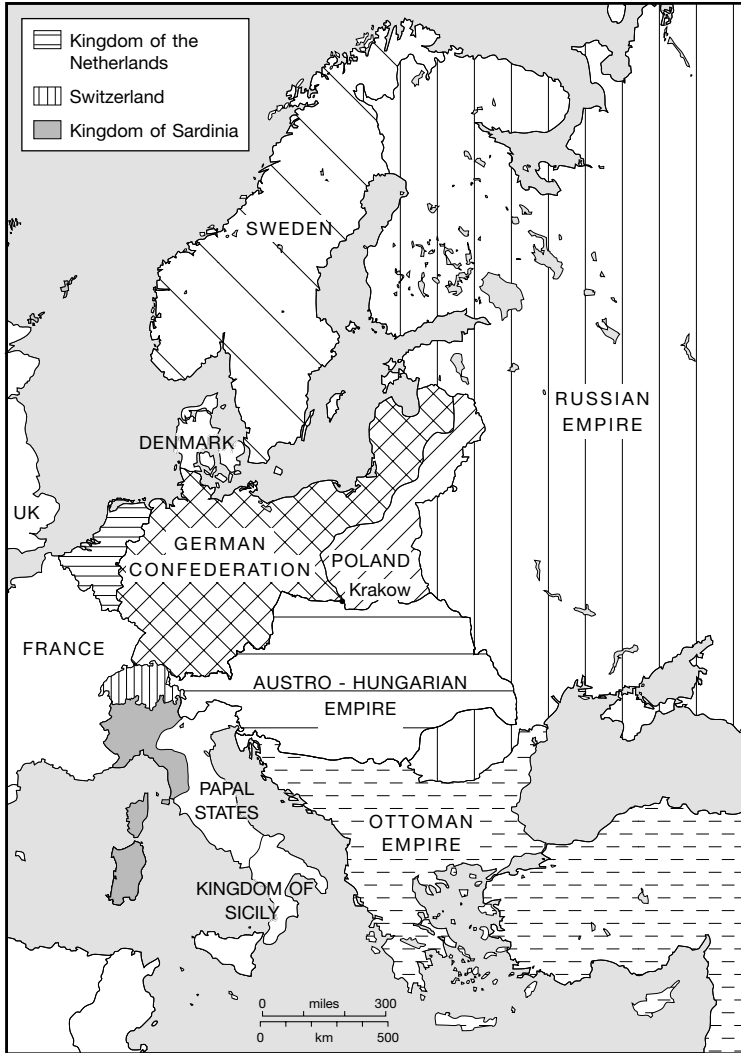 Kingdom of the
Netherlands
Switzerland
Kingdom of Sardinia
SWEDEN
RUSSIAN
EMPIRE
DENMARK
UK
GERMAN
CONFEDERATION
POLAND
Krakow
FRANCE
AUSTRO - HUNGARIAN
EMPIRE
PAPAL
STATES
OTTOMAN
EMPIRE
KINGDOM OF
SICILY
0 miles 300
0 km 500